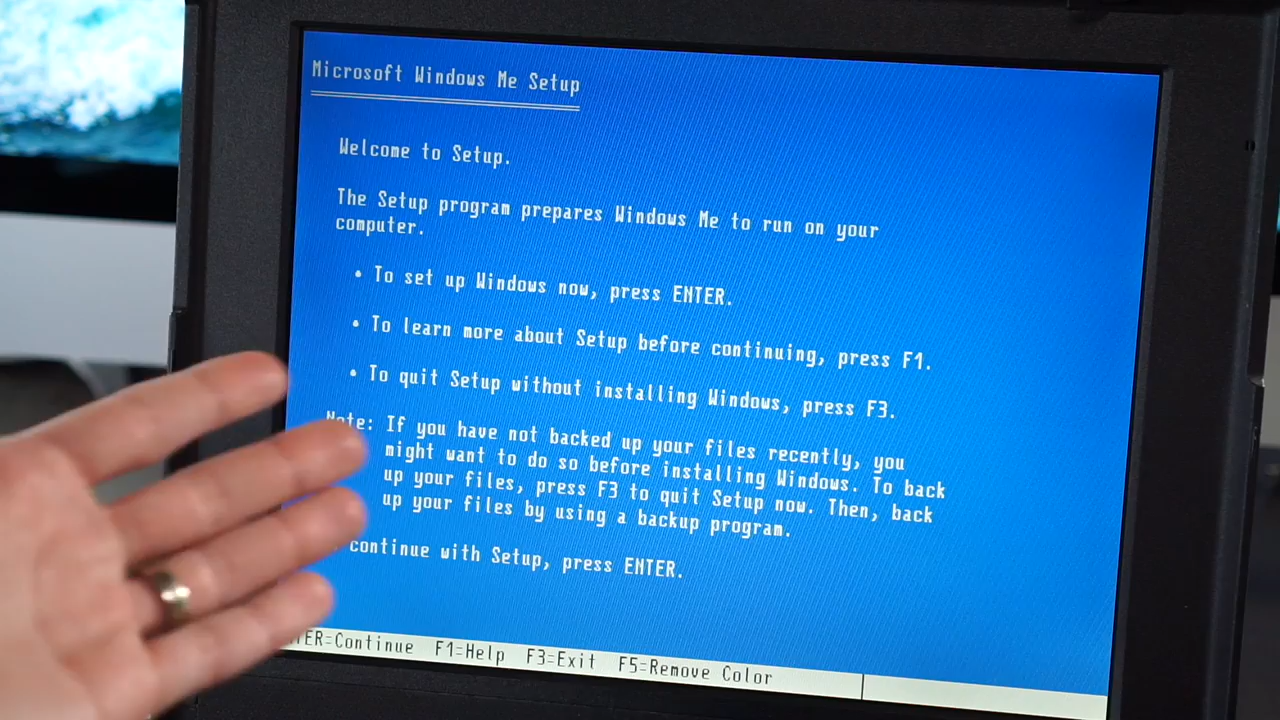 Microsoft Windows Me Setup
Welcome to Setup.
The Setup program prepares Windows Me to run on your
computer.
• To set up Windows now, press ENTER.
• To learn more about Setup before continuing, press F1.
• To quit Setup without installing Windows, press F3.
Note: If you have not backed up your files recently, you
might want to do so before installing Windows. To back
up your files, press F3 to quit Setup now. Then, back
up your files by using a backup program.
continue with Setup, press ENTER.
ER=Continue F1=Help F3=Exit F5=Remove Color